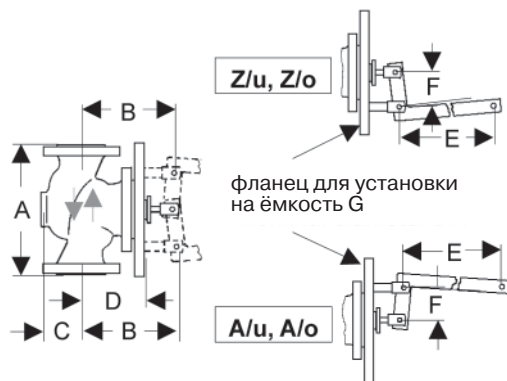 Z/u, Z/o
B
F
E
A
фланец для установки
на ёмкость G
D
C
B
E
F
A/u, A/o